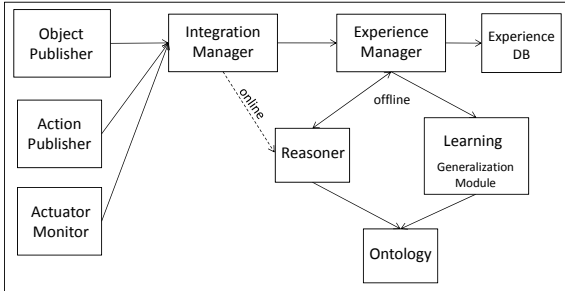 Object
Publisher
Integration
Manager
Experience
Manager
Experience
DB
Action
Publisher
online
offline
Reasoner
Learning
Generalization
Module
Actuator
Monitor
Ontology